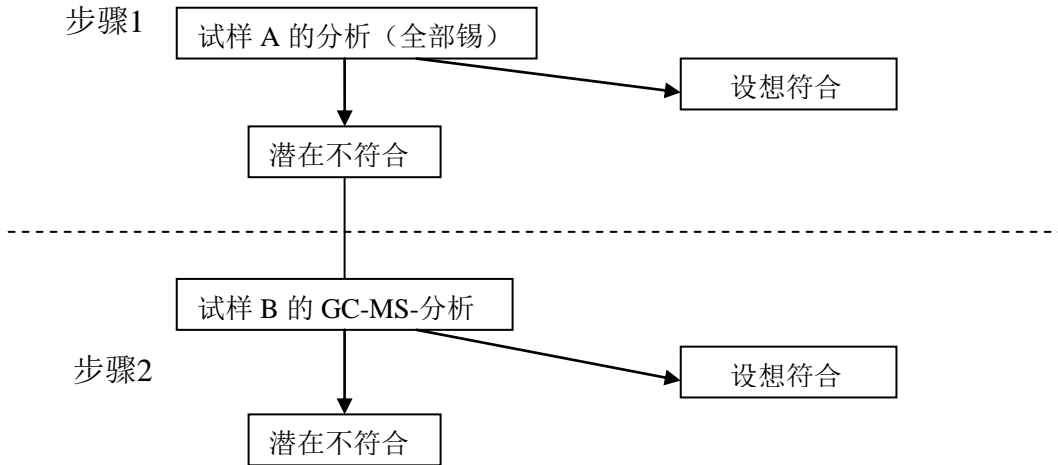 步骤1
试样 A 的分析（全部锡）
设想符合
潜在不符合
试样 B 的 GC-MS-分析
步骤2
设想符合
潜在不符合